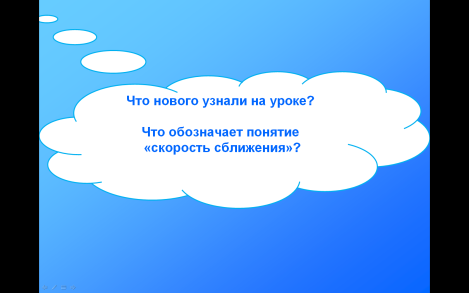 Что нового узнали на уроке?
Что обозначает понятие
«скорость сближения»?